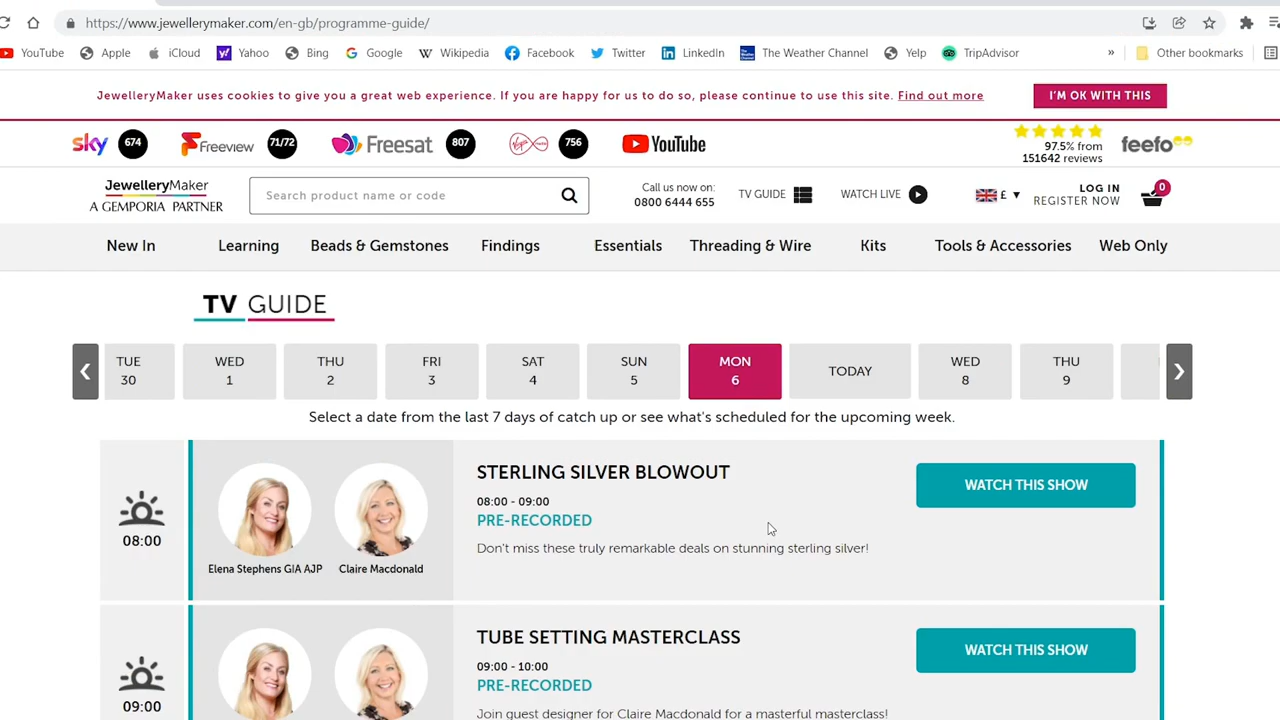 https://www.jewellerymaker.com/en-gb/programme-guide/
YouTube Apple iCloud Yahoo Bing Google Wikipedia Facebook Twitter LinkedIn The Weather Channel Yelp TripAdvisor » Other bookmarks
JewelleryMaker uses cookies to give you a great web experience. If you are happy for us to do so, please continue to use this site. Find out more
I'M OK WITH THIS
sky 674 Freeview 71/72 Freesat 807 Virgin media 756 YouTube
97.5% from
151642 reviews
feefo
JewelleryMaker
A GEMPORIA PARTNER
Search product name or code
Call us now on:
0800 6444 655
TV GUIDE
WATCH LIVE
£ ▼
LOG IN
REGISTER NOW
0
New In Learning Beads & Gemstones Findings Essentials Threading & Wire Kits Tools & Accessories Web Only
TV GUIDE
❮ TUE WED THU FRI SAT SUN MON TODAY WED THU ❯
30 1 2 3 4 5 6 8 9
Select a date from the last 7 days of catch up or see what's scheduled for the upcoming week.
08:00
Elena Stephens GIA AJP Claire Macdonald
STERLING SILVER BLOWOUT
08:00 - 09:00
PRE-RECORDED
Don't miss these truly remarkable deals on stunning sterling silver!
WATCH THIS SHOW
09:00
TUBE SETTING MASTERCLASS
09:00 - 10:00
PRE-RECORDED
Join guest designer for Claire Macdonald for a masterful masterclass!
WATCH THIS SHOW